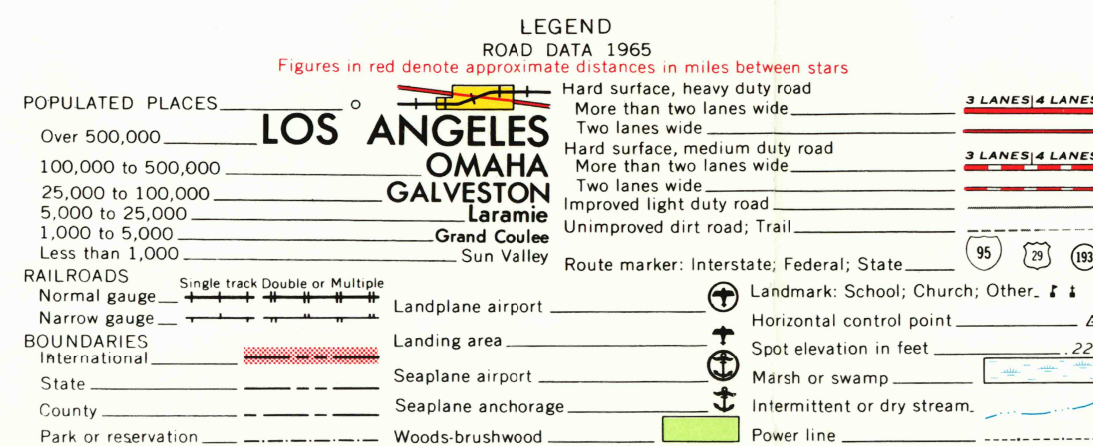 LEGEND
ROAD DATA 1965
Figures in red denote approximate distances in miles between stars
POPULATED PLACES
Over 500,000 LOS ANGELES
100,000 to 500,000 OMAHA
25,000 to 100,000 GALVESTON
5,000 to 25,000 Laramie
1,000 to 5,000 Grand Coulee
Less than 1,000 Sun Valley
RAILROADS
Single track Double or Multiple
Normal gauge
Narrow gauge
BOUNDARIES
International
State
County
Park or reservation
Hard surface, heavy duty road
More than two lanes wide 3 LANES|4 LANES
Two lanes wide
Hard surface, medium duty road
More than two lanes wide 3 LANES|4 LANES
Two lanes wide
Improved light duty road
Unimproved dirt road; Trail
Route marker: Interstate; Federal; State 95 29 193
Landplane airport
Landing area
Seaplane airport
Seaplane anchorage
Woods-brushwood
Landmark: School; Church; Other
Horizontal control point
Spot elevation in feet .22
Marsh or swamp
Intermittent or dry stream
Power line